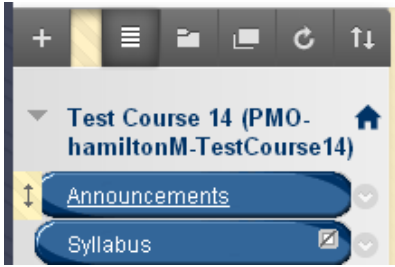 Test Course 14 (PMO-
hamiltonM-TestCourse14)
Announcements
Syllabus